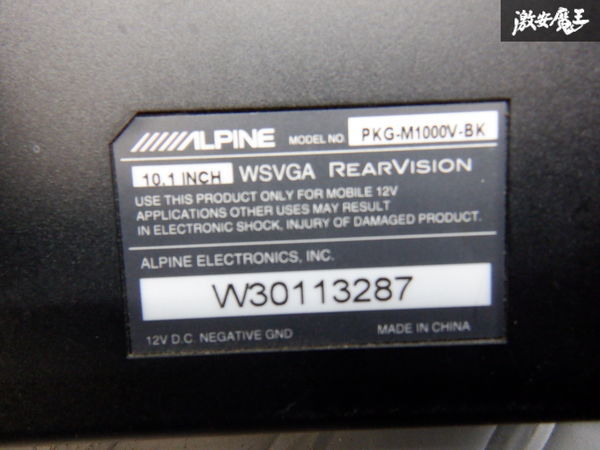 激安魔王
ALPINE MODEL NO. PKG-M1000V-BK
10.1 INCH WSVGA REARVISION
USE THIS PRODUCT ONLY FOR MOBILE 12V
APPLICATIONS OTHER USES MAY RESULT
IN ELECTRONIC SHOCK, INJURY OF DAMAGED PRODUCT.
ALPINE ELECTRONICS, INC.
W30113287
12V D.C. NEGATIVE GND MADE IN CHINA